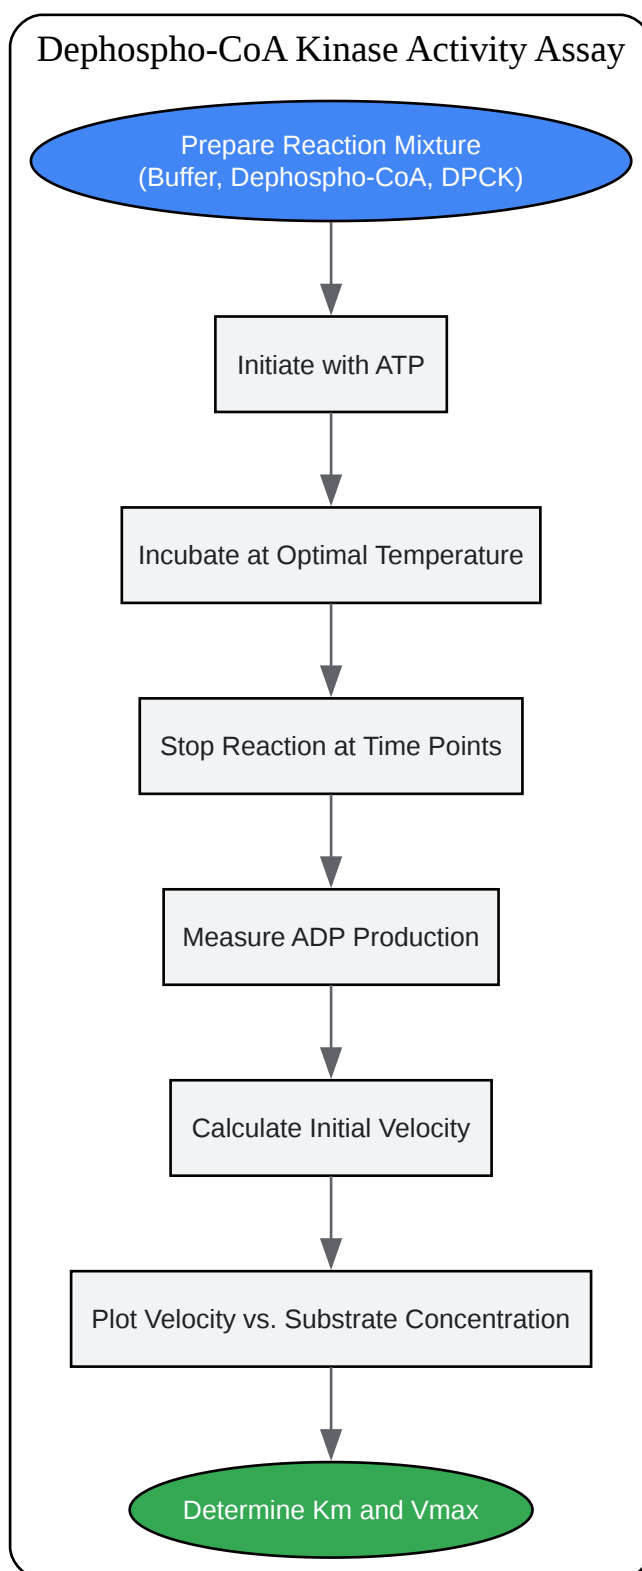 Dephospho-CoA Kinase Activity Assay
Prepare Reaction Mixture
(Buffer, Dephospho-CoA, DPCK)
Initiate with ATP
Incubate at Optimal Temperature
Stop Reaction at Time Points
Measure ADP Production
Calculate Initial Velocity
Plot Velocity vs. Substrate Concentration
Determine Km and Vmax